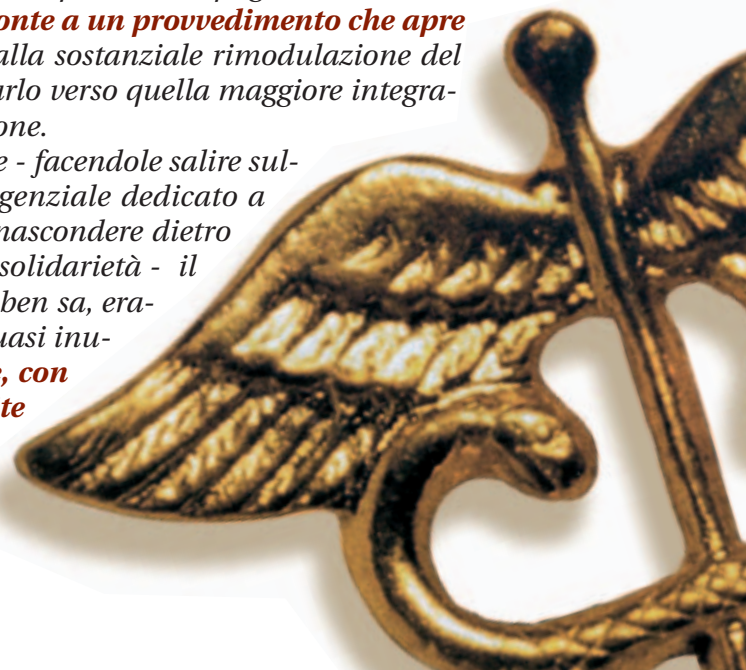 onte a un provvedimento che apre
alla sostanziale rimodulazione del
arlo verso quella maggiore integra-
one.
e - facendole salire sul-
genziale dedicato a
nascondere dietro
solidarietà - il
ben sa, era-
uasi inu-
e, con
te